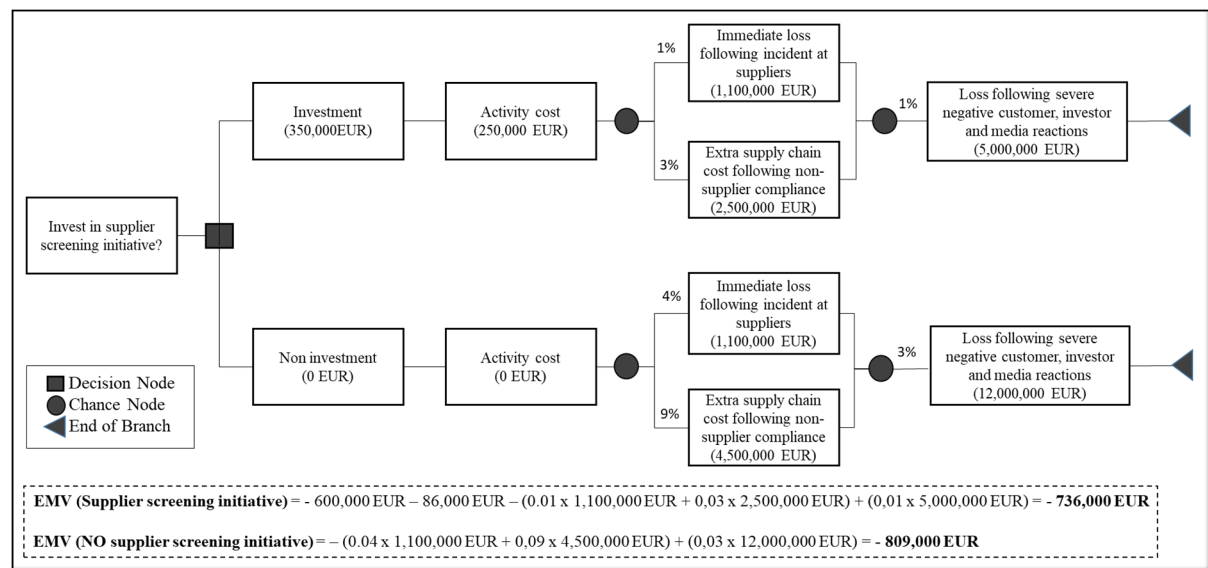 Immediate loss
following incident at
suppliers
(1,100,000 EUR)
1%
Investment
(350,000EUR)
Activity cost
(250,000 EUR)
Loss following severe
negative customer, investor
and media reactions
(5,000,000 EUR)
1%
3%
Extra supply chain
cost following non-
supplier compliance
(2,500,000 EUR)
Invest in supplier
screening initiative?
Immediate loss
following incident at
suppliers
(1,100,000 EUR)
4%
Non investment
(0 EUR)
Activity cost
(0 EUR)
3%
Loss following severe
negative customer, investor
and media reactions
(12,000,000 EUR)
9%
Extra supply chain
cost following non-
supplier compliance
(4,500,000 EUR)
Decision Node
Chance Node
End of Branch
EMV (Supplier screening initiative) = - 600,000 EUR – 86,000 EUR – (0.01 x 1,100,000 EUR + 0,03 x 2,500,000 EUR) + (0,01 x 5,000,000 EUR) = - 736,000 EUR
EMV (NO supplier screening initiative) = – (0.04 x 1,100,000 EUR + 0,09 x 4,500,000 EUR) + (0,03 x 12,000,000 EUR) = - 809,000 EUR